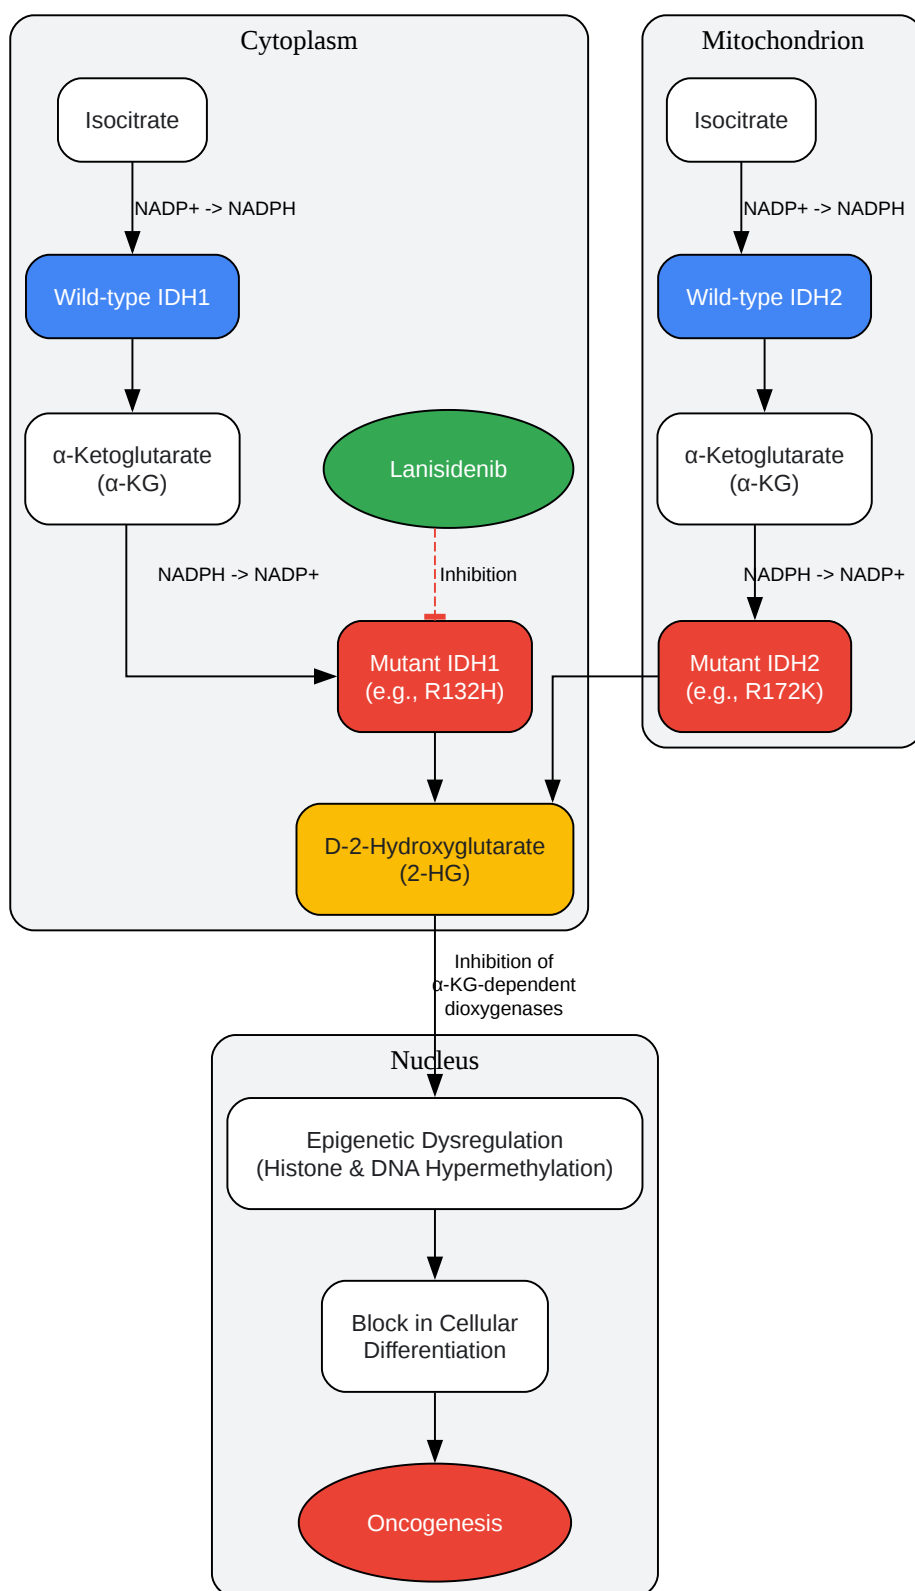 Cytoplasm
Isocitrate
NADP+ -> NADPH
Wild-type IDH1
α-Ketoglutarate
(α-KG)
NADPH -> NADP+
Lanisidenib
Inhibition
Mutant IDH1
(e.g., R132H)
D-2-Hydroxyglutarate
(2-HG)
Mitochondrion
Isocitrate
NADP+ -> NADPH
Wild-type IDH2
α-Ketoglutarate
(α-KG)
NADPH -> NADP+
Mutant IDH2
(e.g., R172K)
Inhibition of
α-KG-dependent
dioxygenases
Nucleus
Epigenetic Dysregulation
(Histone & DNA Hypermethylation)
Block in Cellular
Differentiation
Oncogenesis